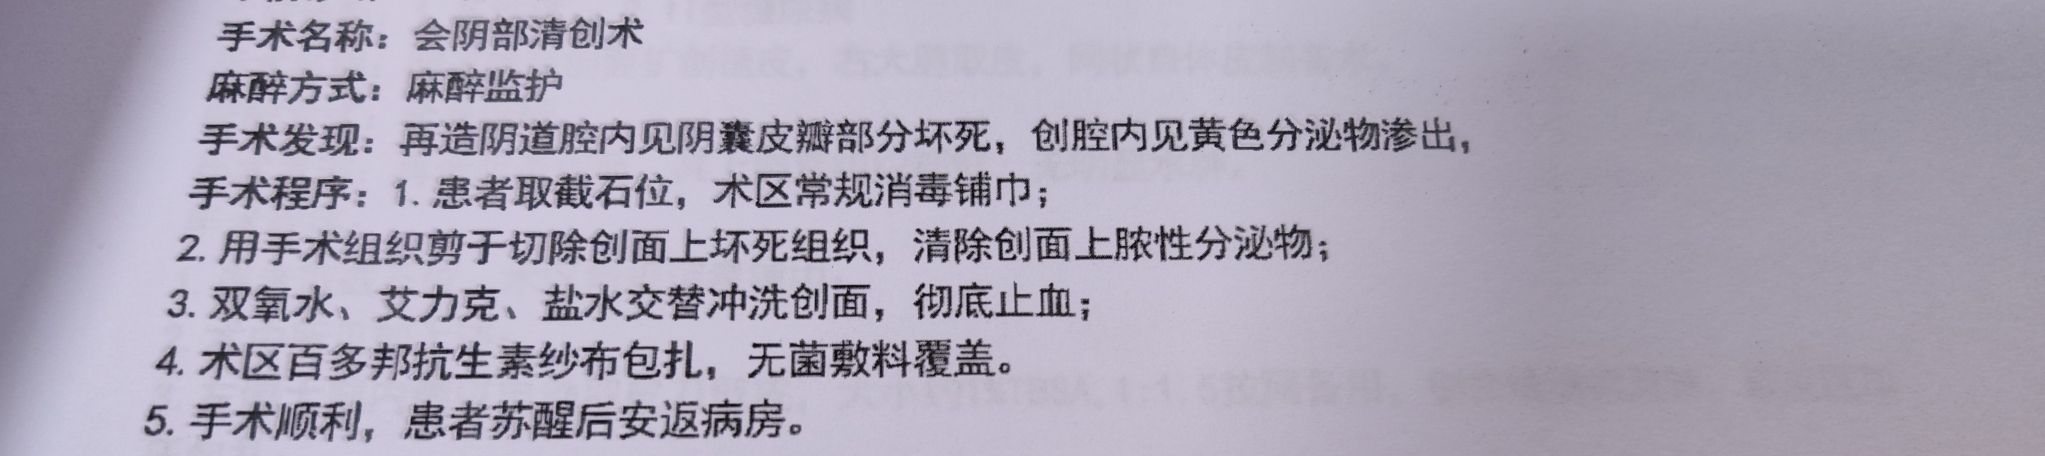 手术名称：会阴部清创术
麻醉方式：麻醉监护
手术发现：再造阴道腔内见阴囊皮瓣部分坏死，创腔内见黄色分泌物渗出，
手术程序：1. 患者取截石位，术区常规消毒铺巾；
2. 用手术组织剪于切除创面上坏死组织，清除创面上脓性分泌物；
3. 双氧水、艾力克、盐水交替冲洗创面，彻底止血；
4. 术区百多邦抗生素纱布包扎，无菌敷料覆盖。
5. 手术顺利，患者苏醒后安返病房。